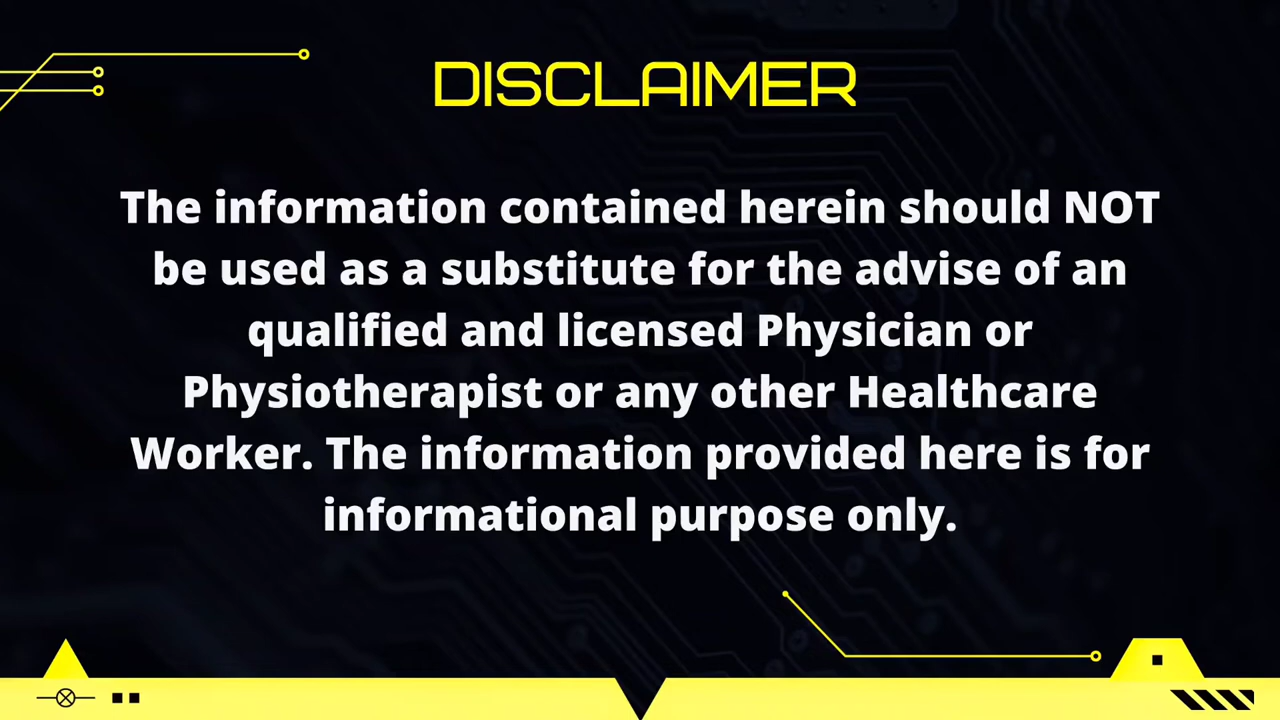 DISCLAIMER
The information contained herein should NOT
be used as a substitute for the advise of an
qualified and licensed Physician or
Physiotherapist or any other Healthcare
Worker. The information provided here is for
informational purpose only.